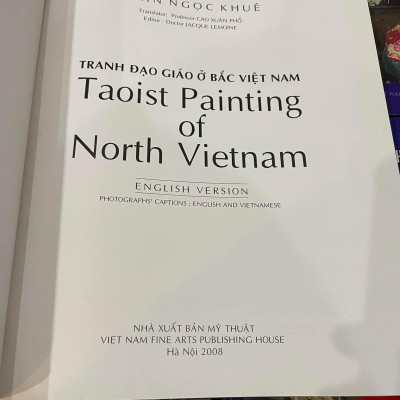 NGỌC KHUÊ
Translator: Professor CAO XUÂN PHỔ
Editor: Doctor JACQUE LEMOINE
TRANH ĐẠO GIÁO Ở BẮC VIỆT NAM
Taoist Painting
of
North Vietnam
ENGLISH VERSION
PHOTOGRAPHS' CAPTIONS : ENGLISH AND VIETNAMESE
NHÀ XUẤT BẢN MỸ THUẬT
VIET NAM FINE ARTS PUBLISHING HOUSE
Hà Nội 2008